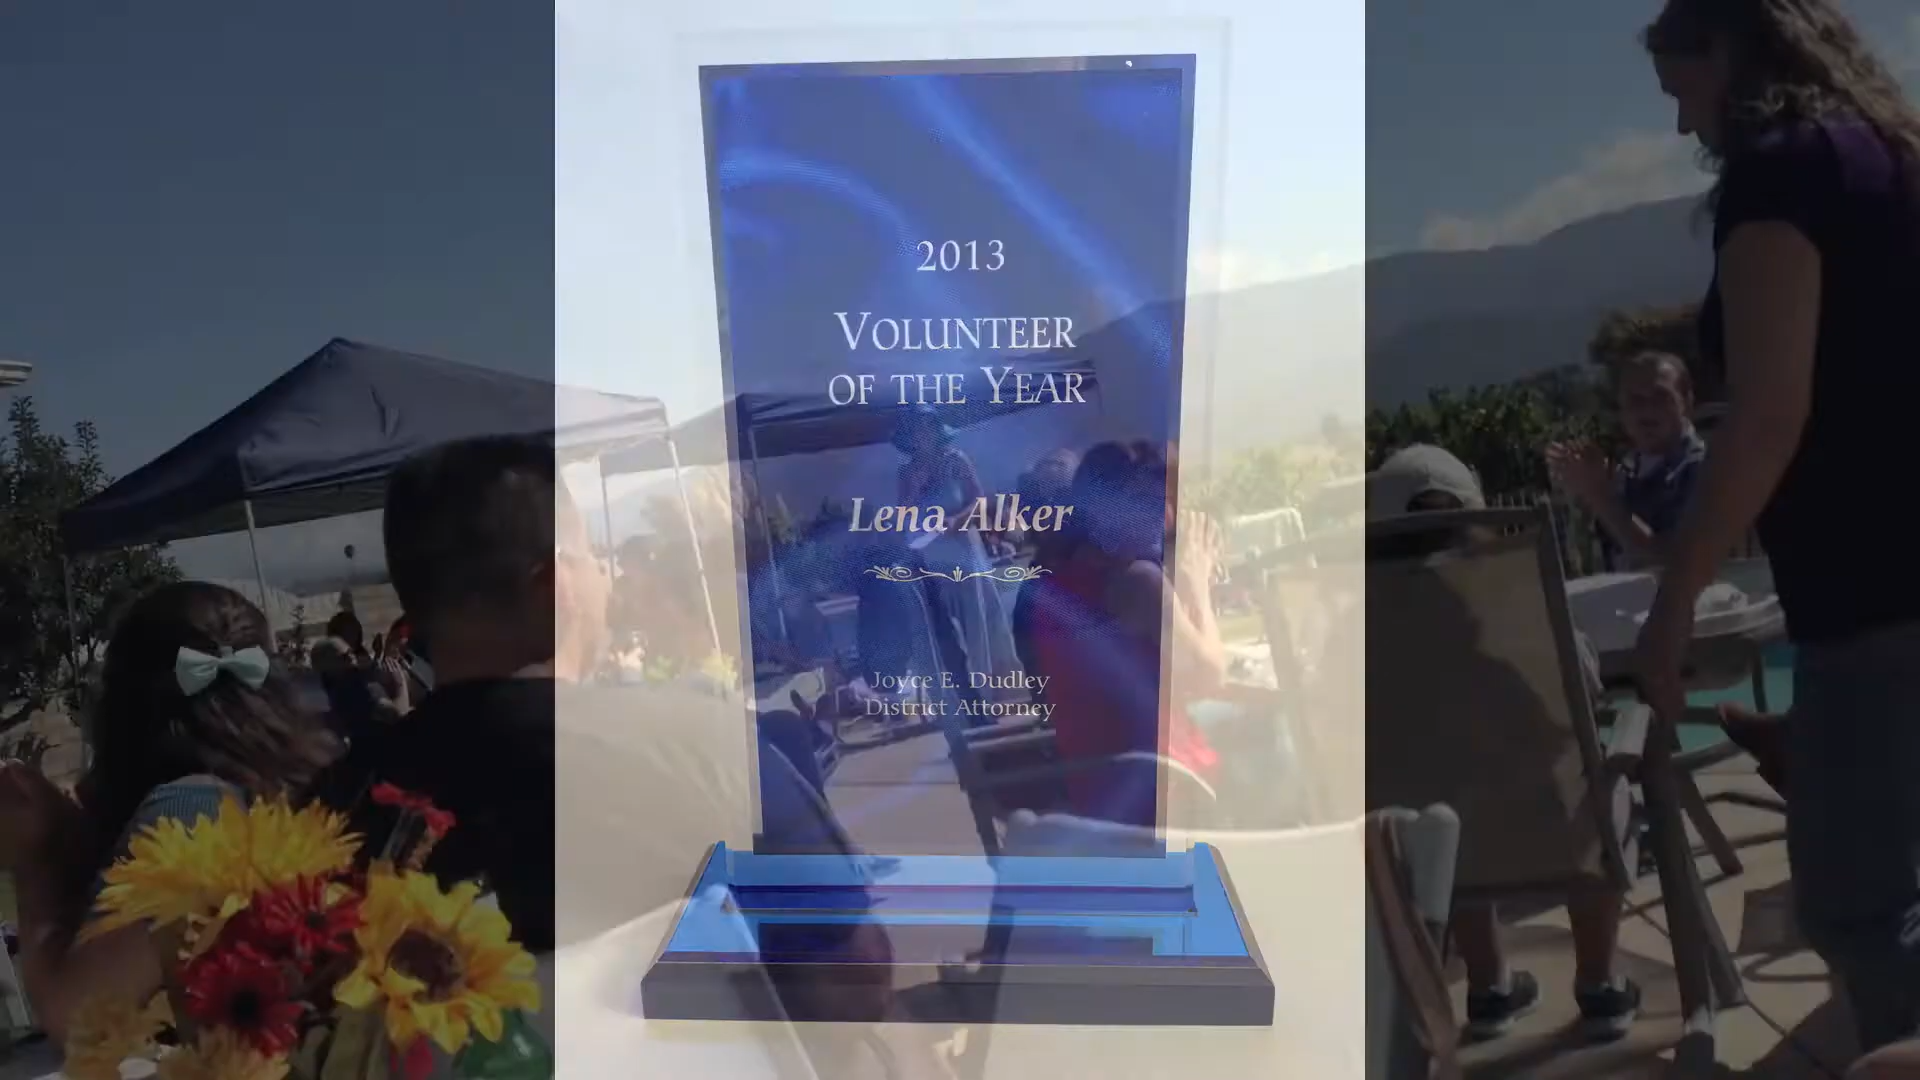 2013
VOLUNTEER
OF THE YEAR
Lena Alker
Joyce E. Dudley
District Attorney